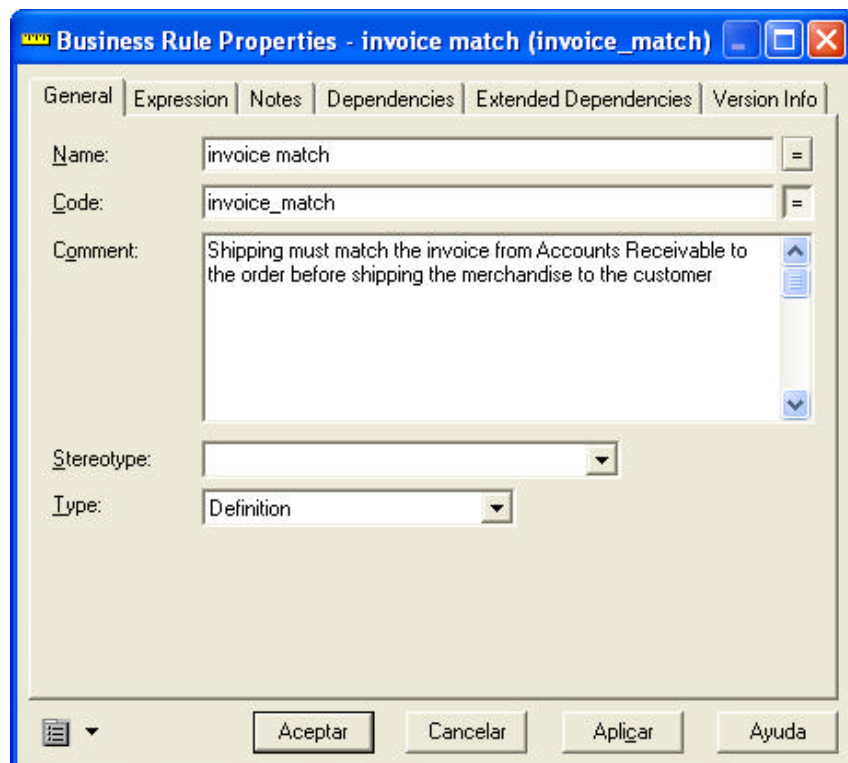 Business Rule Properties - invoice match (invoice_match)
General Expression Notes Dependencies Extended Dependencies Version Info
Name: invoice match =
Code: invoice_match =
Comment: Shipping must match the invoice from Accounts Receivable to
the order before shipping the merchandise to the customer
Stereotype:
Type: Definition
Aceptar Cancelar Aplicar Ayuda